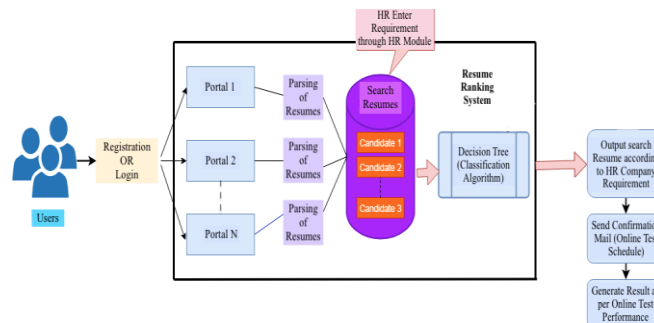 HR Enter
Requirement
through HR Module
Resume
Ranking
System
Users
Registration
OR
Login
Portal 1
Portal 2
Portal N
Parsing
of
Resumes
Parsing
of
Resumes
Parsing
of
Resumes
Search
Resumes
Candidate 1
Candidate 2
Candidate 3
Decision Tree
(Classification
Algorithm)
Output search
Resume accordin
to HR Company
Requirement
Send Confirmatio
Mail (Online Tes
Schedule)
Generate Result a
per Online Test
Performance